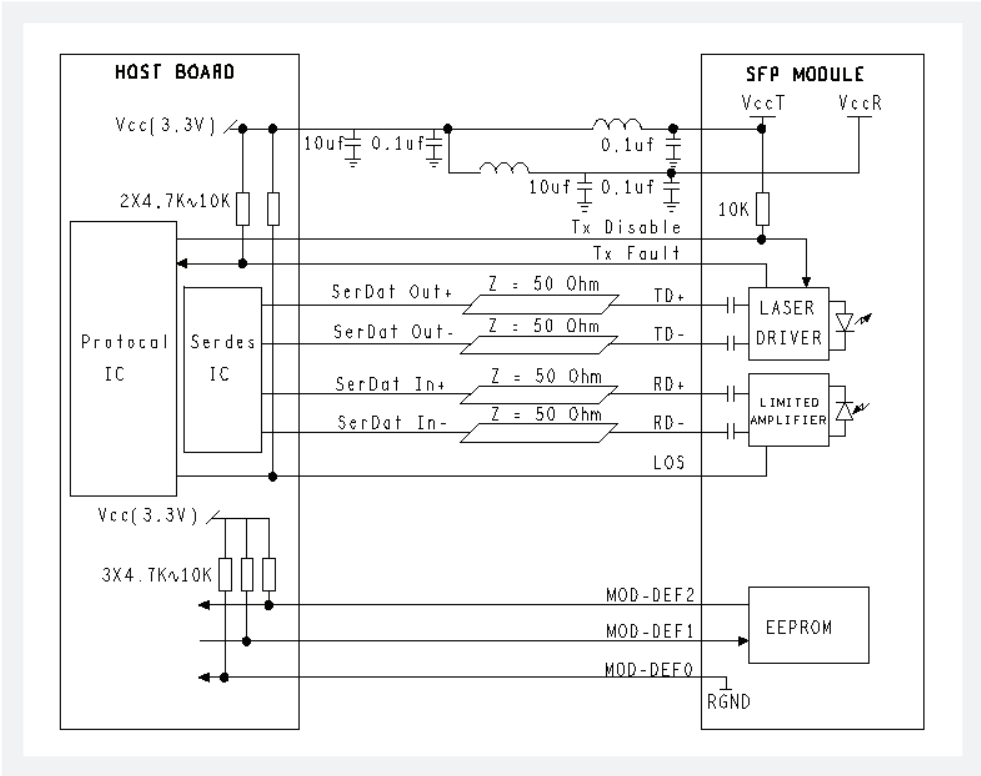 HOST BOARD
SFP MODULE
VccT
VccR
Vcc(3.3V)
10uf
0.1uf
0.1uf
10uf
0.1uf
2X4.7K~10K
10K
Tx Disable
Tx Fault
SerDat Out+
Z = 50 Ohm
TD+
LASER
DRIVER
SerDat Out-
Z = 50 Ohm
TD-
Protocal
IC
Serdes
IC
SerDat In+
Z = 50 Ohm
RD+
LIMITED
AMPLIFIER
SerDat In-
Z = 50 Ohm
RD-
LOS
Vcc(3.3V)
3X4.7K~10K
MOD-DEF2
MOD-DEF1
EEPROM
MOD-DEF0
RGND